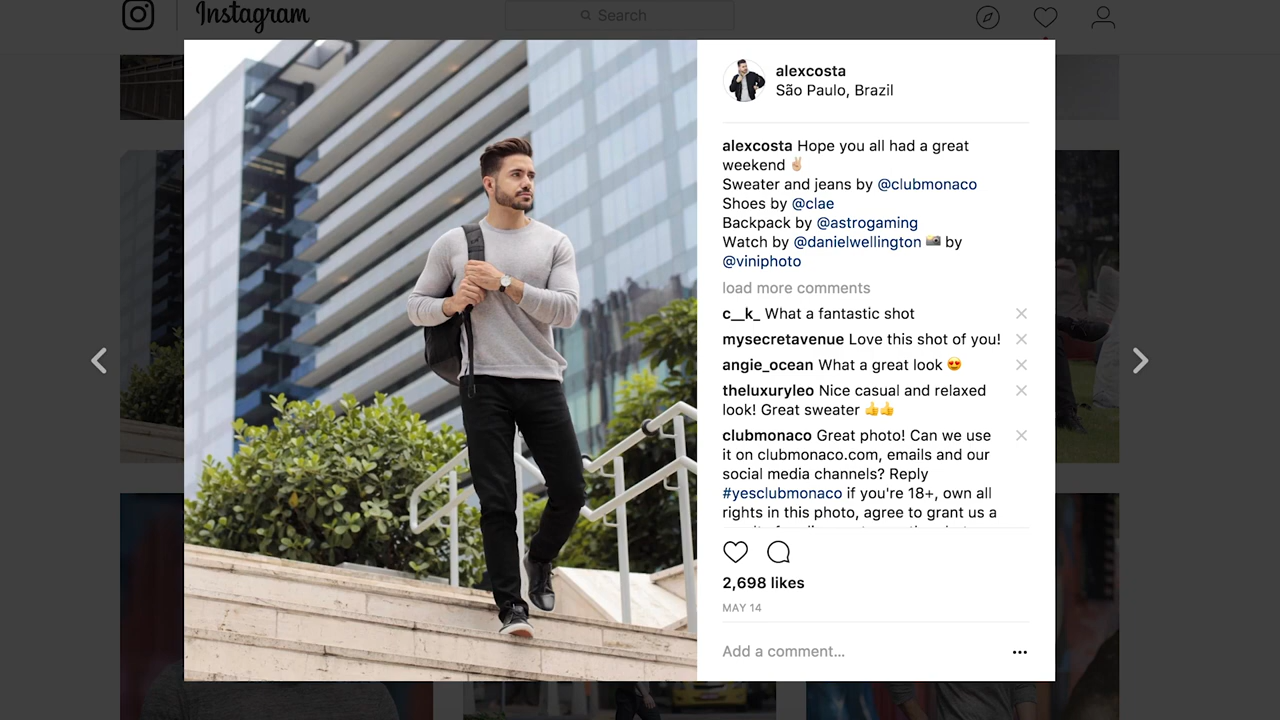 Instagram
Search
alexcosta
São Paulo, Brazil
alexcosta Hope you all had a great
weekend ✌🏻
Sweater and jeans by @clubmonaco
Shoes by @clae
Backpack by @astrogaming
Watch by @danielwellington 📸 by
@viniphoto
load more comments
c__k_ What a fantastic shot
mysecretavenue Love this shot of you!
angie_ocean What a great look 😍
theluxuryleo Nice casual and relaxed
look! Great sweater 👍👍
clubmonaco Great photo! Can we use
it on clubmonaco.com, emails and our
social media channels? Reply
#yesclubmonaco if you're 18+, own all
rights in this photo, agree to grant us a
2,698 likes
MAY 14
Add a comment...